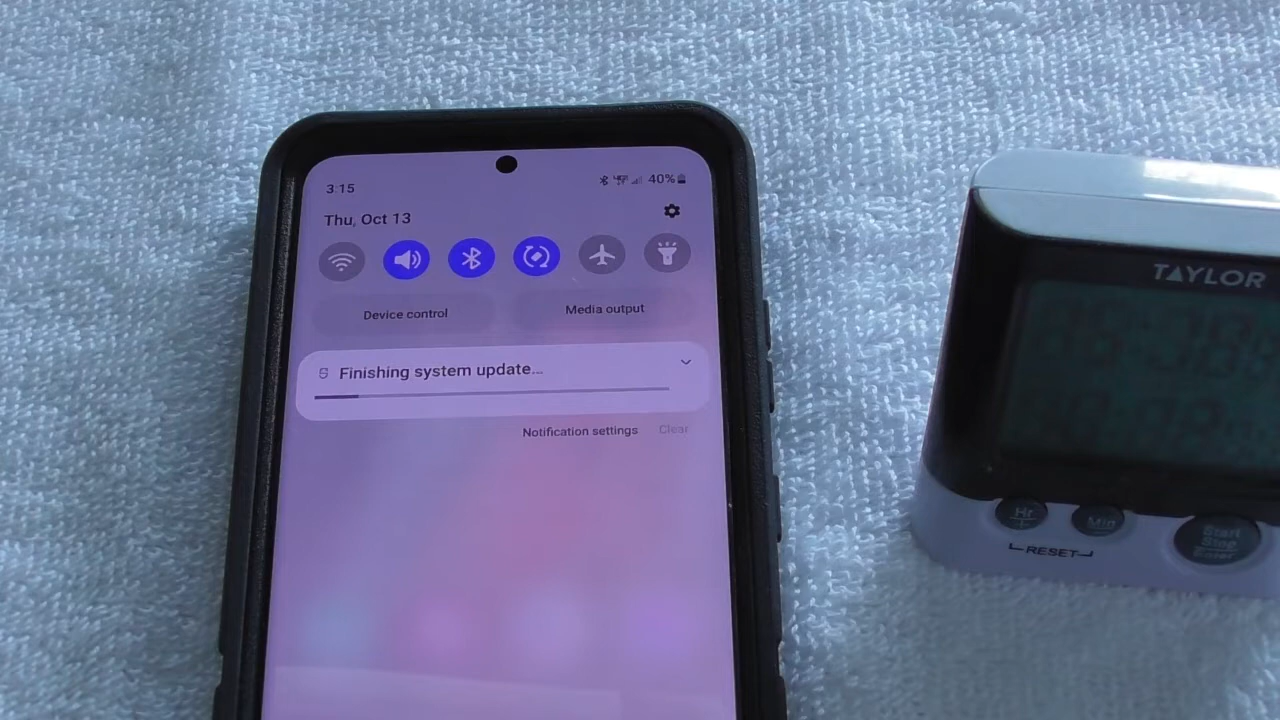 3:15
40%
Thu, Oct 13
Device control
Media output
Finishing system update...
Notification settings
Clear
TAYLOR
Hr
Min
Start
Stop
RESET